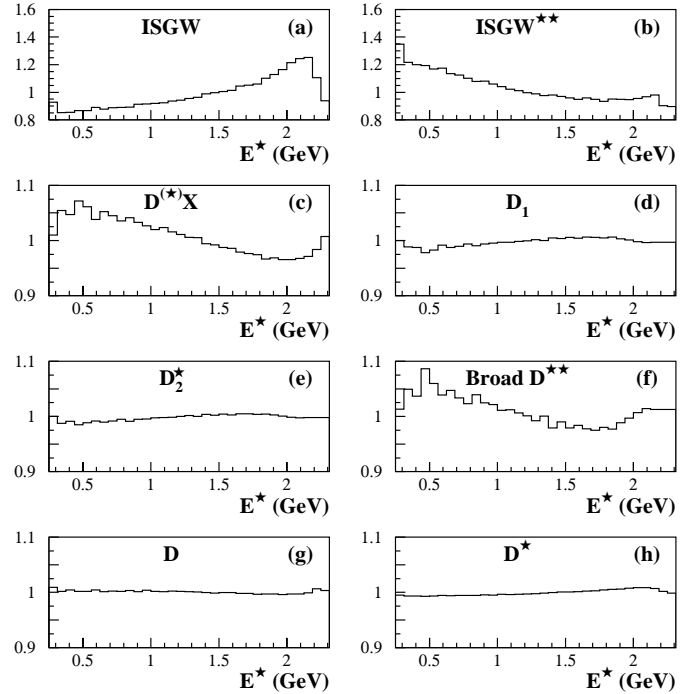 ISGW (a)
1.6
1.4
1.2
1
0.8
0.5 1 1.5 2
E★ (GeV)
ISGW★★ (b)
1.6
1.4
1.2
1
0.8
0.5 1 1.5 2
E★ (GeV)
D(★)X (c)
1.1
1
0.9
0.5 1 1.5 2
E★ (GeV)
D1 (d)
1.1
1
0.9
0.5 1 1.5 2
E★ (GeV)
D2★ (e)
1.1
1
0.9
0.5 1 1.5 2
E★ (GeV)
Broad D★★ (f)
1.1
1
0.9
0.5 1 1.5 2
E★ (GeV)
D (g)
1.1
1
0.9
0.5 1 1.5 2
E★ (GeV)
D★ (h)
1.1
1
0.9
0.5 1 1.5 2
E★ (GeV)